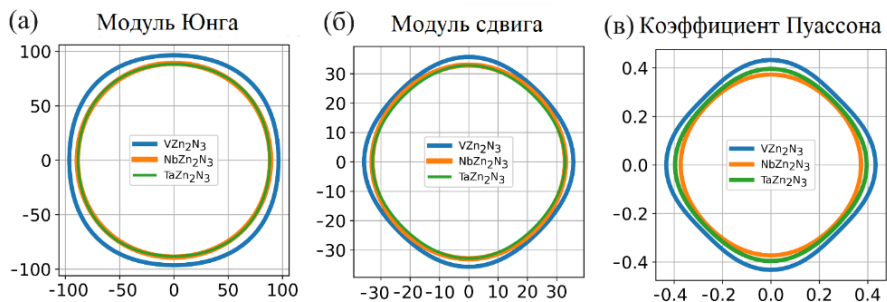 (а) Модуль Юнга
100
50
0
-50
-100
-100 -50 0 50 100
VZn₂N₃
NbZn₂N₃
TaZn₂N₃
(б) Модуль сдвига
30
20
10
0
-10
-20
-30
-30 -20 -10 0 10 20 30
VZn₂N₃
NbZn₂N₃
TaZn₂N₃
(в) Коэффициент Пуассона
0.4
0.2
0.0
-0.2
-0.4
-0.4 -0.2 0.0 0.2 0.4
VZn₂N₃
NbZn₂N₃
TaZn₂N₃